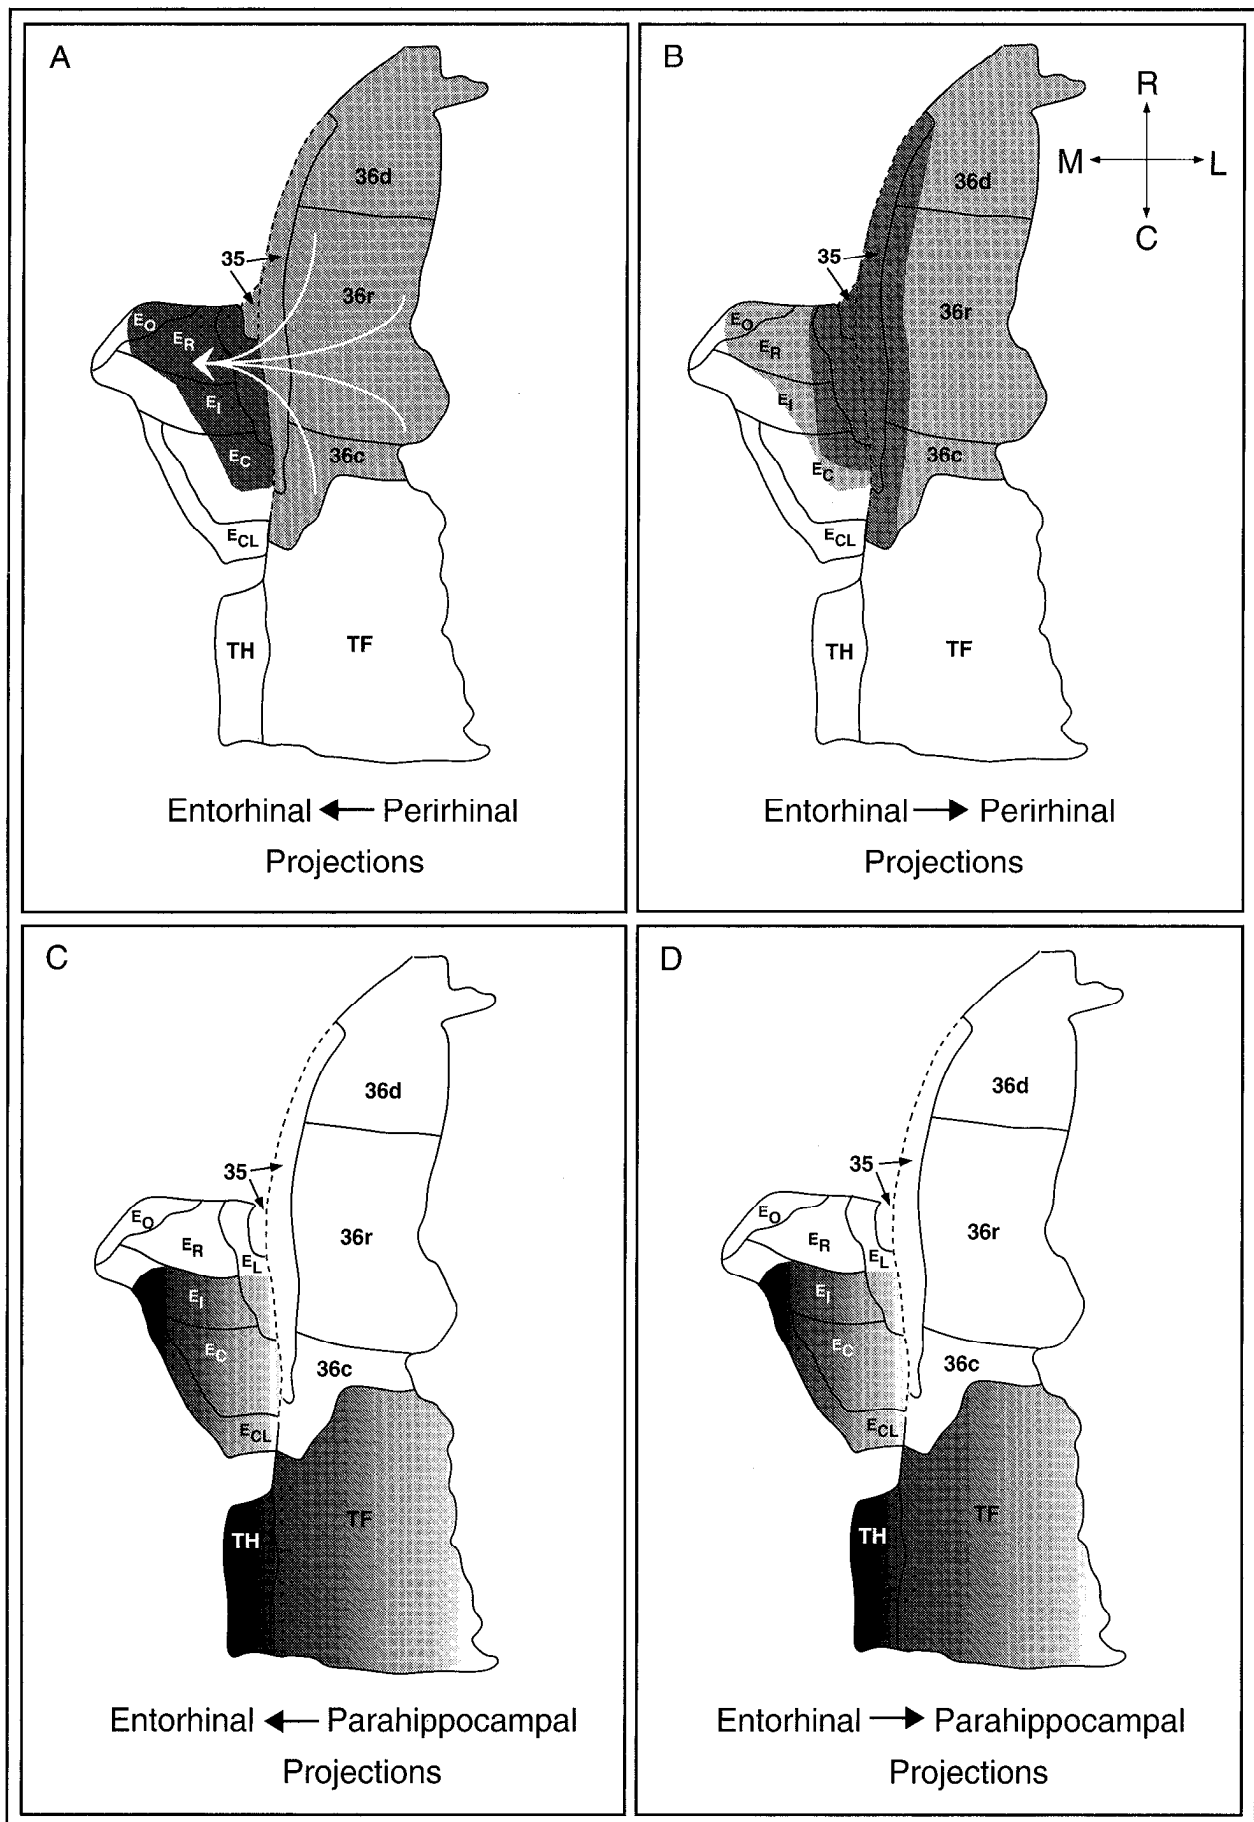 A
36d
35
36r
EO
ER
EI
EC
36c
ECL
TH
TF
Entorhinal ← Perirhinal
Projections
B
R
M
L
C
36d
35
36r
EO
ER
EI
EC
36c
ECL
TH
TF
Entorhinal → Perirhinal
Projections
C
36d
35
36r
EO
ER
EL
EI
EC
36c
ECL
TH
TF
Entorhinal ← Parahippocampal
Projections
D
36d
35
36r
EO
ER
EL
EI
EC
36c
ECL
TH
TF
Entorhinal → Parahippocampal
Projections